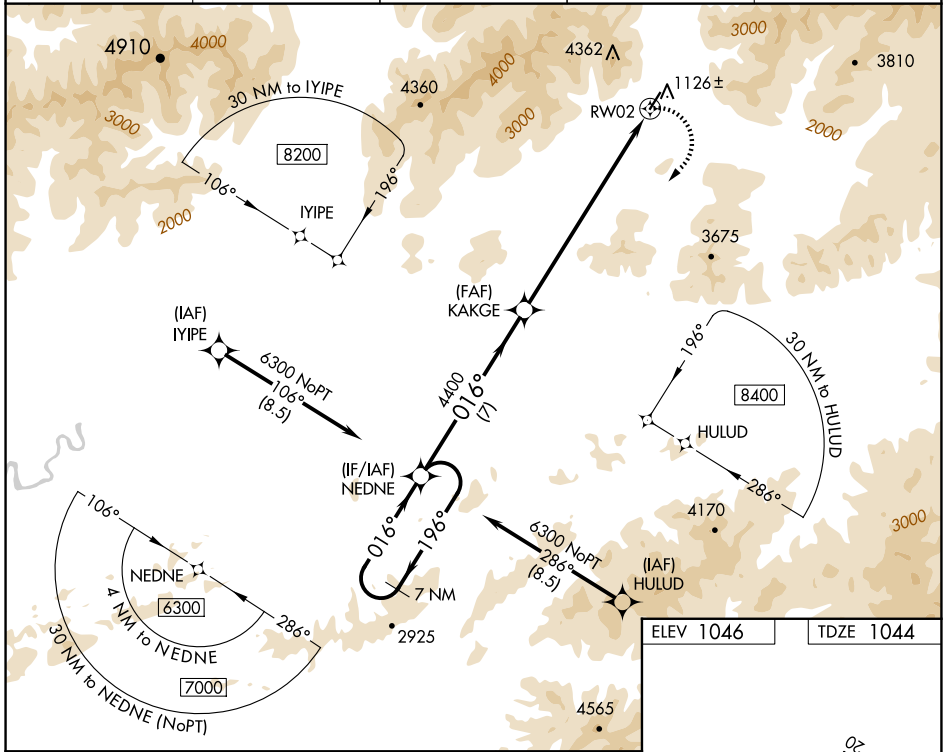 4910
4000
4362
3000
3810
4360
4000
1126±
RW02
30 NM to IYIPE
3000
3000
2000
8200
106°
196°
IYIPE
2000
3675
(FAF)
KAKGE
(IAF)
IYIPE
6300 NoPT
106°
(8.5)
4400
016°
(7)
196°
30 NM to HULUD
8400
HULUD
286°
(IF/IAF)
NEDNE
106°
016°
196°
7 NM
6300 NoPT
286°
(8.5)
4170
3000
(IAF)
HULUD
NEDNE
6300
4 NM to NEDNE
286°
7000
30 NM to NEDNE (NoPT)
2925
4565
ELEV 1046
TDZE 1044
20